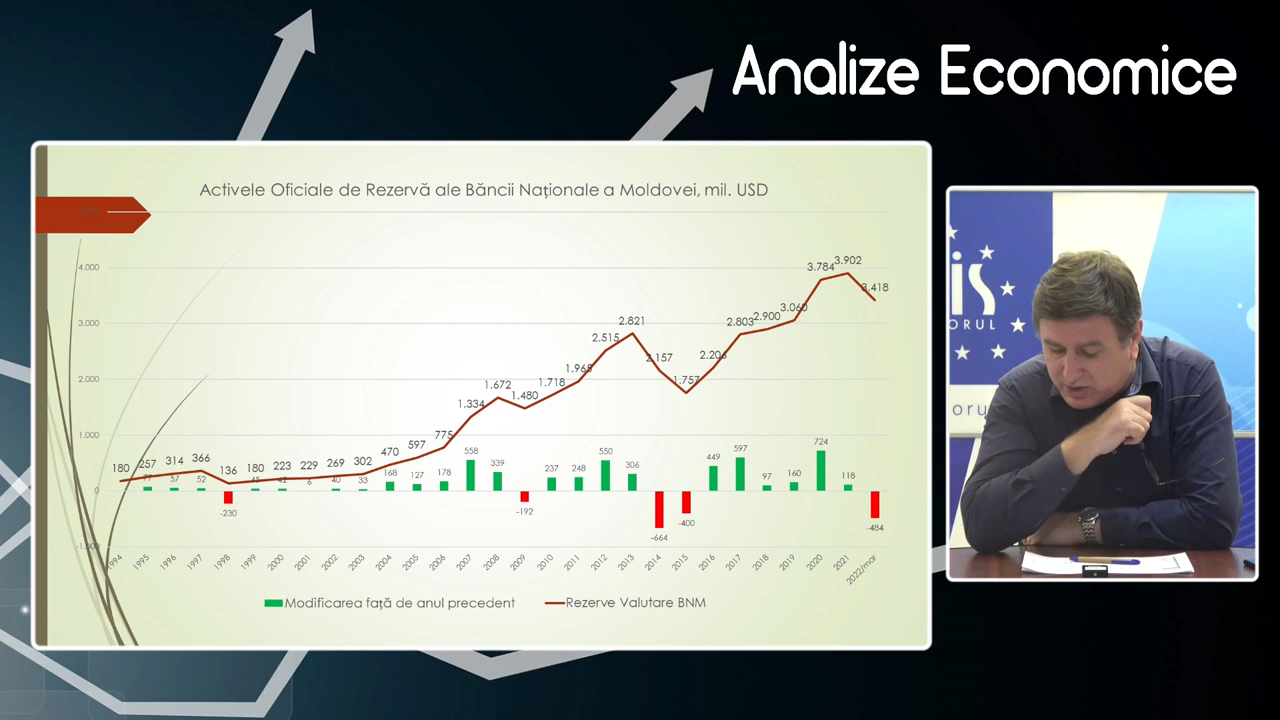 Analize Economice
Activele Oficiale de Rezervă ale Băncii Naționale a Moldovei, mil. USD
4.000
3.000
2.000
1.000
0
-1.000
180 257 314 366 136 180 223 229 269 302 470 597 775 1.334 1.672 1.480 1.718 1.965 2.515 2.821 2.157 1.757 2.206 2.803 2.900 3.060 3.784 3.902 3.418
77 57 52 -230 45 42 6 40 33 168 127 178 558 339 -192 237 248 550 306 -664 -400 449 597 97 160 724 118 -484
1994 1995 1996 1997 1998 1999 2000 2001 2002 2003 2004 2005 2006 2007 2008 2009 2010 2011 2012 2013 2014 2015 2016 2017 2018 2019 2020 2021 2022/mar
Modificarea față de anul precedent Rezerve Valutare BNM
is
ORUL
oru